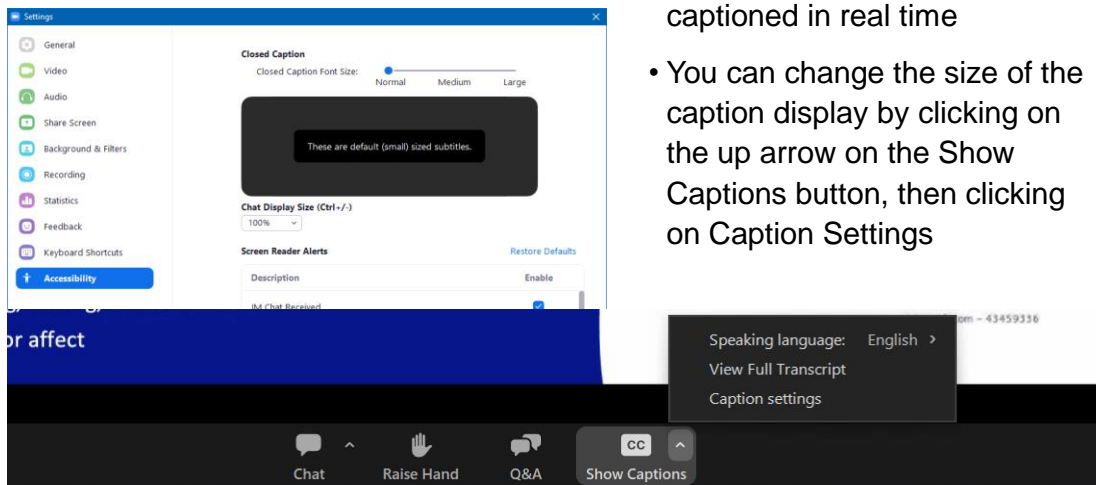 Settings
General
Video
Audio
Share Screen
Background & Filters
Recording
Statistics
Feedback
Keyboard Shortcuts
Accessibility
Closed Caption
Closed Caption Font Size:
Normal Medium Large
These are default (small) sized subtitles.
Chat Display Size (Ctrl+/-)
100%
Screen Reader Alerts Restore Defaults
Description Enable
IM Chat Received
captioned in real time
• You can change the size of the
caption display by clicking on
the up arrow on the Show
Captions button, then clicking
on Caption Settings
or affect
om – 43459336
Speaking language: English >
View Full Transcript
Caption settings
Chat
Raise Hand
Q&A
CC
Show Captions